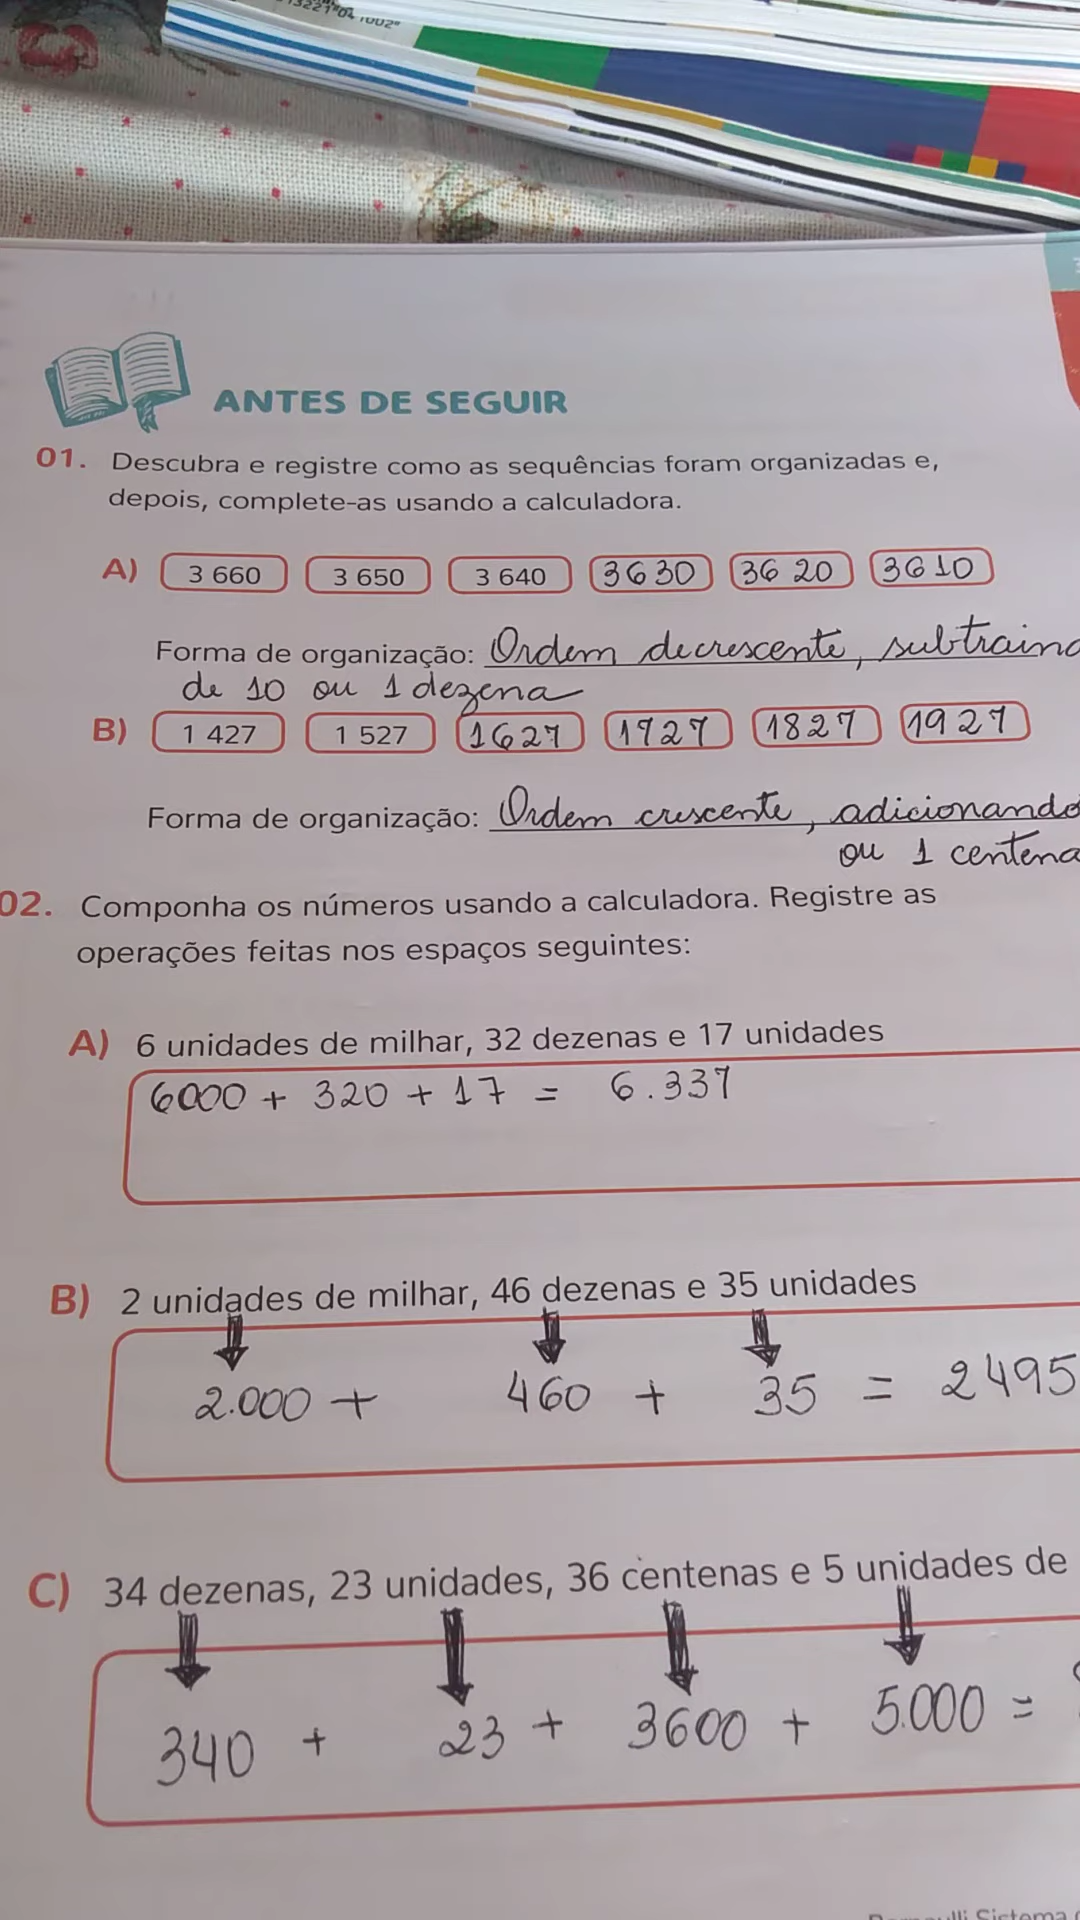 ANTES DE SEGUIR
01. Descubra e registre como as sequências foram organizadas e,
depois, complete-as usando a calculadora.
A) 3 660 3 650 3 640 3630 3620 3610
Forma de organização: Ordem decrescente,
de 10 ou 1 dezena
B) 1 427 1 527 1627 1727 1827 1927
Forma de organização: Ordem crescente, adicionando
ou 1 centena
02. Componha os números usando a calculadora. Registre as
operações feitas nos espaços seguintes:
A) 6 unidades de milhar, 32 dezenas e 17 unidades
6000 + 320 + 17 = 6.337
B) 2 unidades de milhar, 46 dezenas e 35 unidades
2.000 + 460 + 35 = 2495
C) 34 dezenas, 23 unidades, 36 centenas e 5 unidades de
340 + 23 + 3600 + 5.000 =